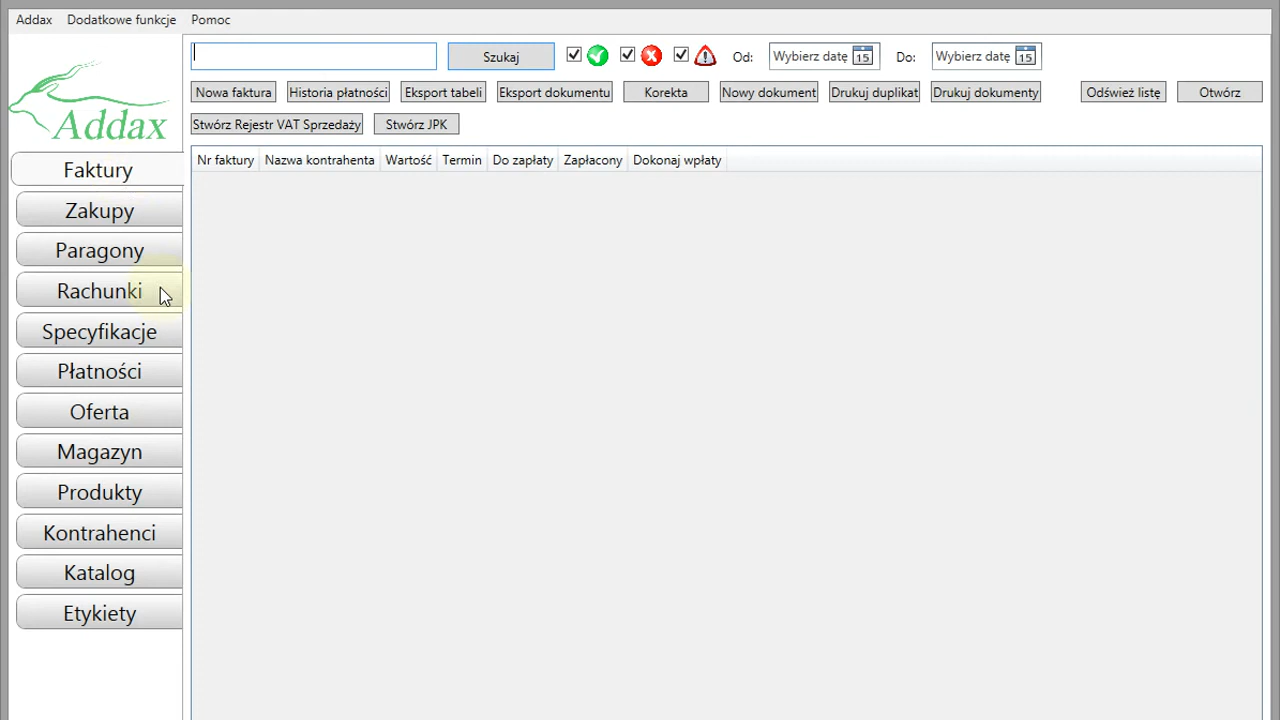 Addax Dodatkowe funkcje Pomoc
Addax
Szukaj Od: Wybierz datę 15 Do: Wybierz datę 15
Nowa faktura Historia płatności Eksport tabeli Eksport dokumentu Korekta Nowy dokument Drukuj duplikat Drukuj dokumenty Odśwież listę Otwórz
Stwórz Rejestr VAT Sprzedaży Stwórz JPK
Nr faktury Nazwa kontrahenta Wartość Termin Do zapłaty Zapłacony Dokonaj wpłaty
Faktury
Zakupy
Paragony
Rachunki
Specyfikacje
Płatności
Oferta
Magazyn
Produkty
Kontrahenci
Katalog
Etykiety